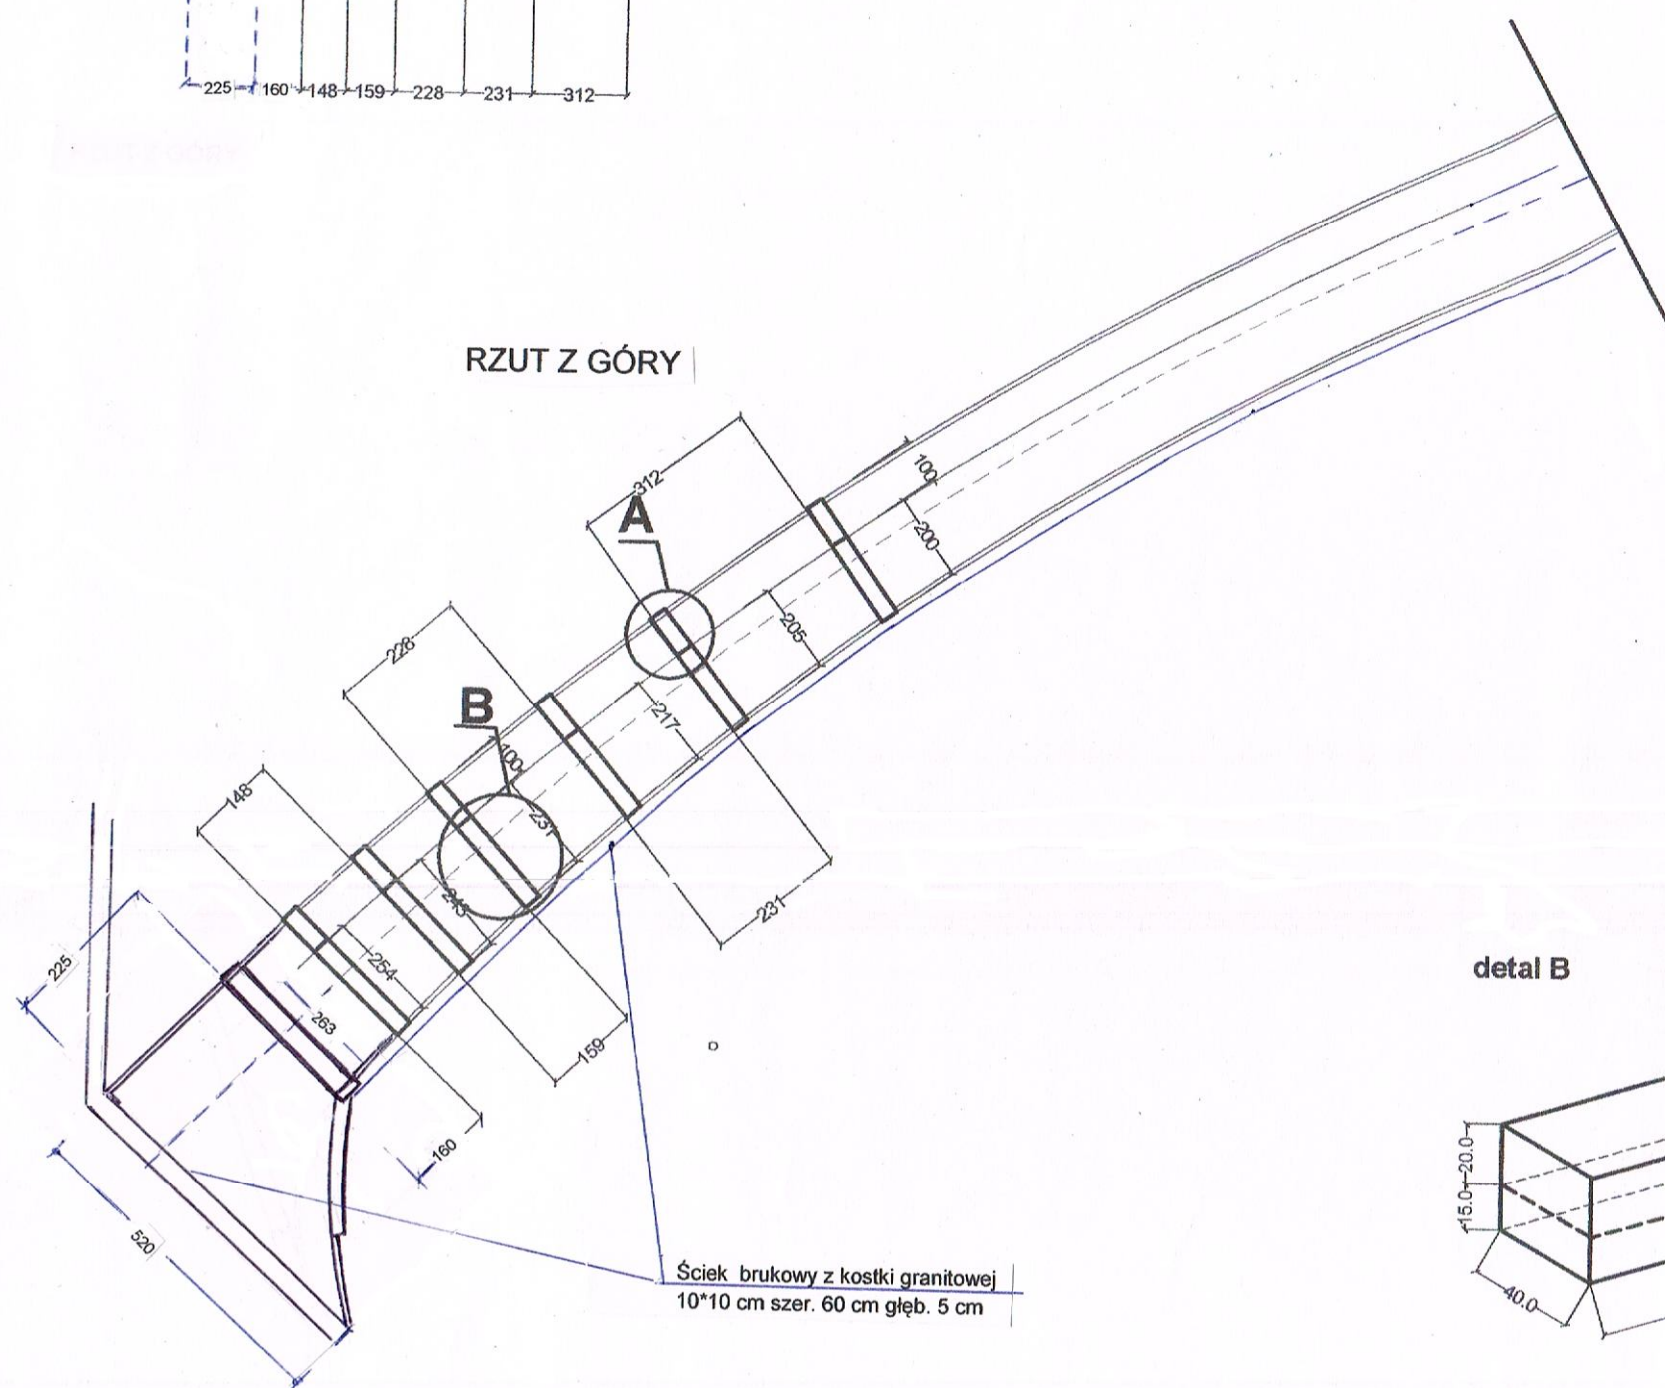 225 160 148 159 228 231 312
RZUT Z GÓRY
312
A
100
200
205
228
B
217
100
231
148
243
225
254
231
263
159
160
520
detal B
20.0
15.0
40.0
Ściek brukowy z kostki granitowej
10*10 cm szer. 60 cm głęb. 5 cm